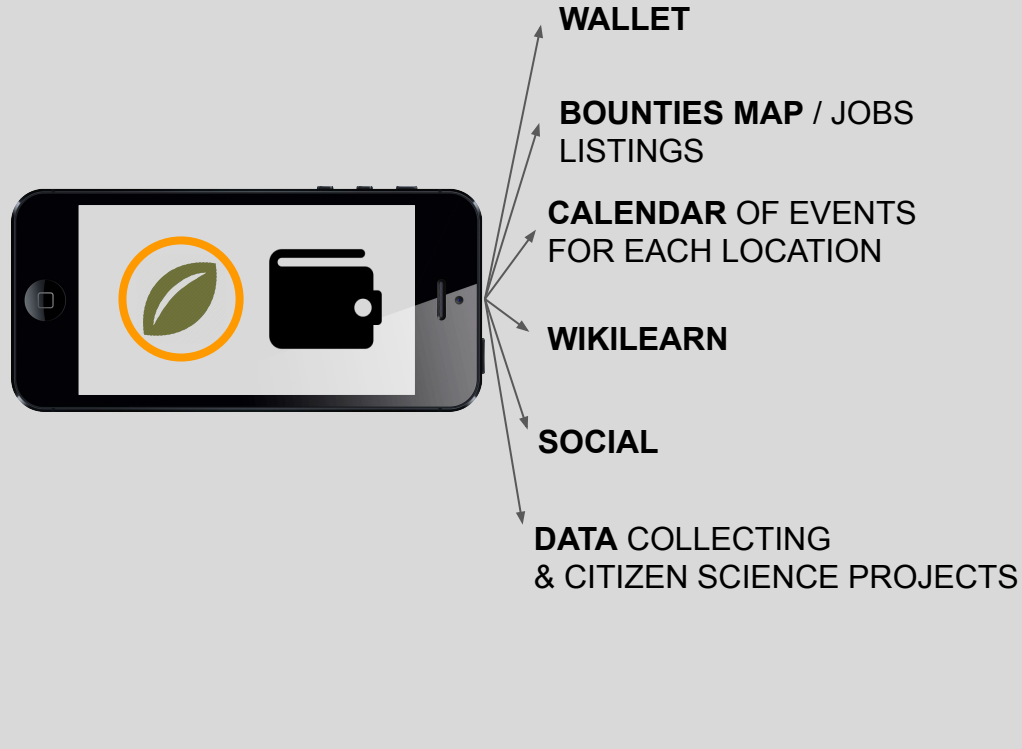 WALLET
BOUNTIES MAP / JOBS
LISTINGS
CALENDAR OF EVENTS
FOR EACH LOCATION
WIKILEARN
SOCIAL
DATA COLLECTING
& CITIZEN SCIENCE PROJECTS